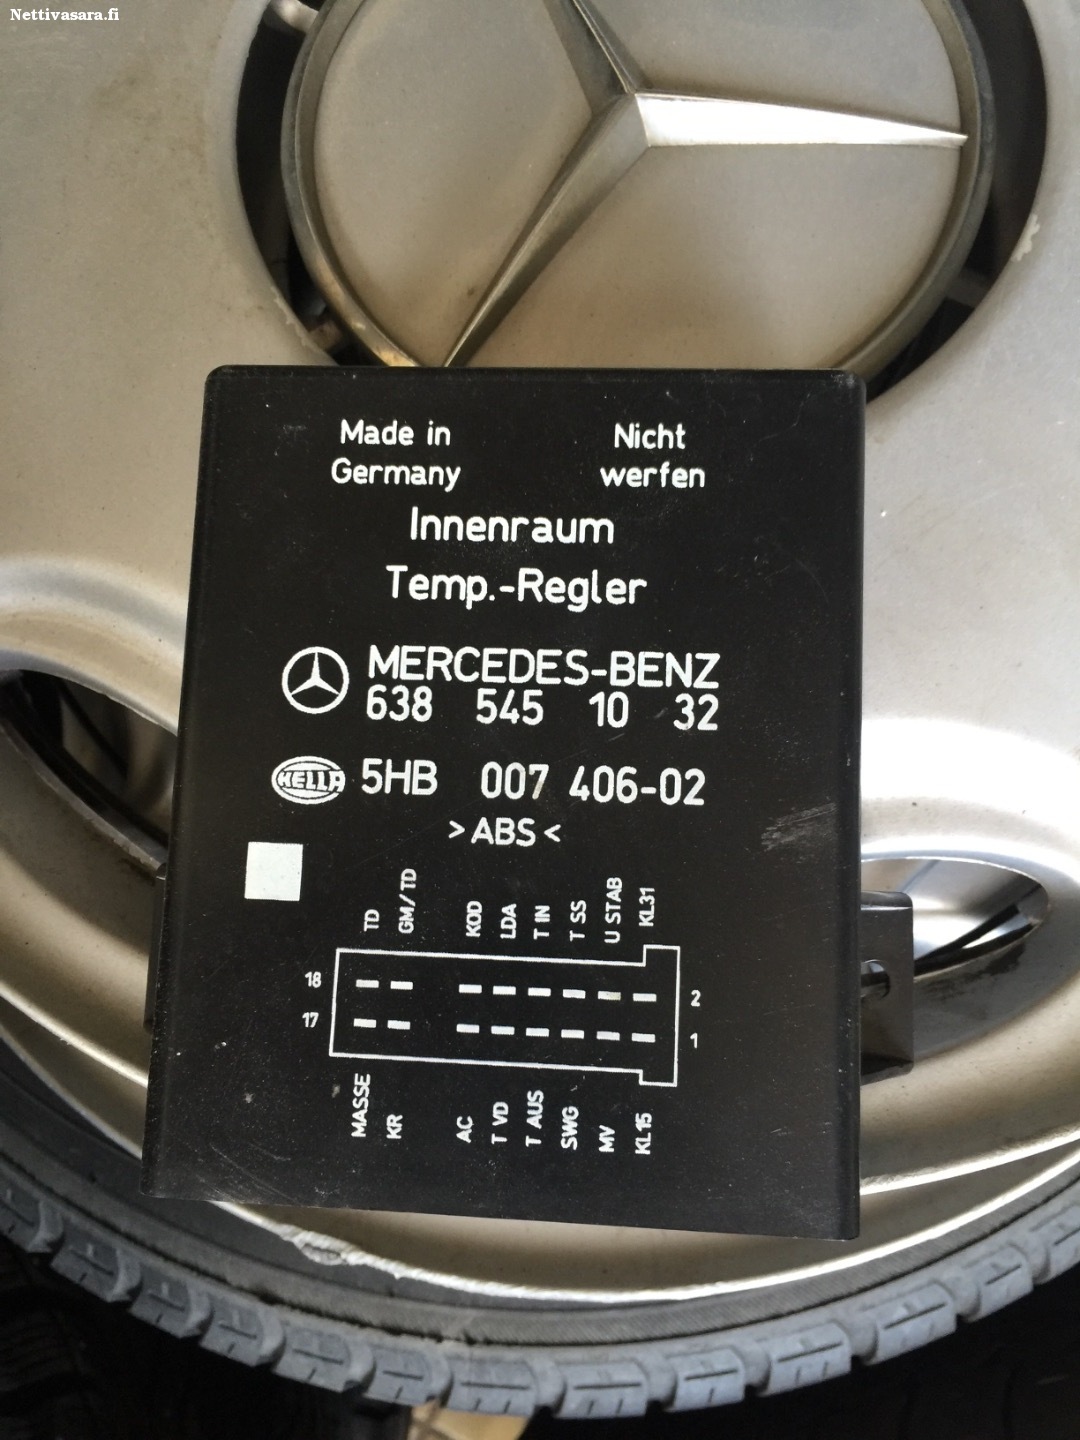 Nettivasara.fi
Made in
Germany
Nicht
werfen
Innenraum
Temp.-Regler
MERCEDES-BENZ
638 545 10 32
HELLA 5HB 007 406-02
>ABS<
TD GM/TD KOD LDA T IN T SS U STAB KL31
18 2
17 1
MASSE KR AC T VD T AUS SWG MV KL15